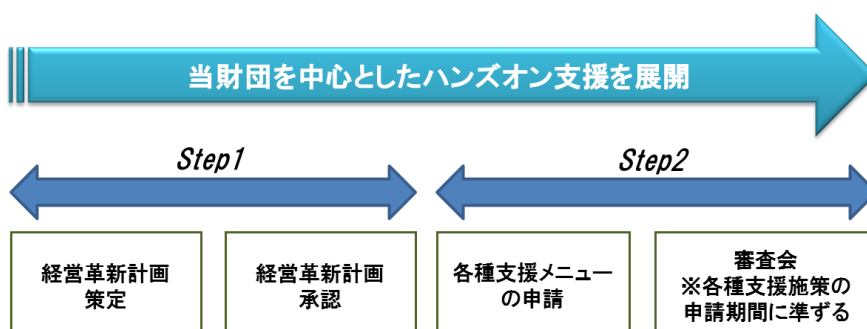 当財団を中心としたハンズオン支援を展開
Step1
Step2
経営革新計画
策定
経営革新計画
承認
各種支援メニュー
の申請
審査会
※各種支援施策の
申請期間に準ずる